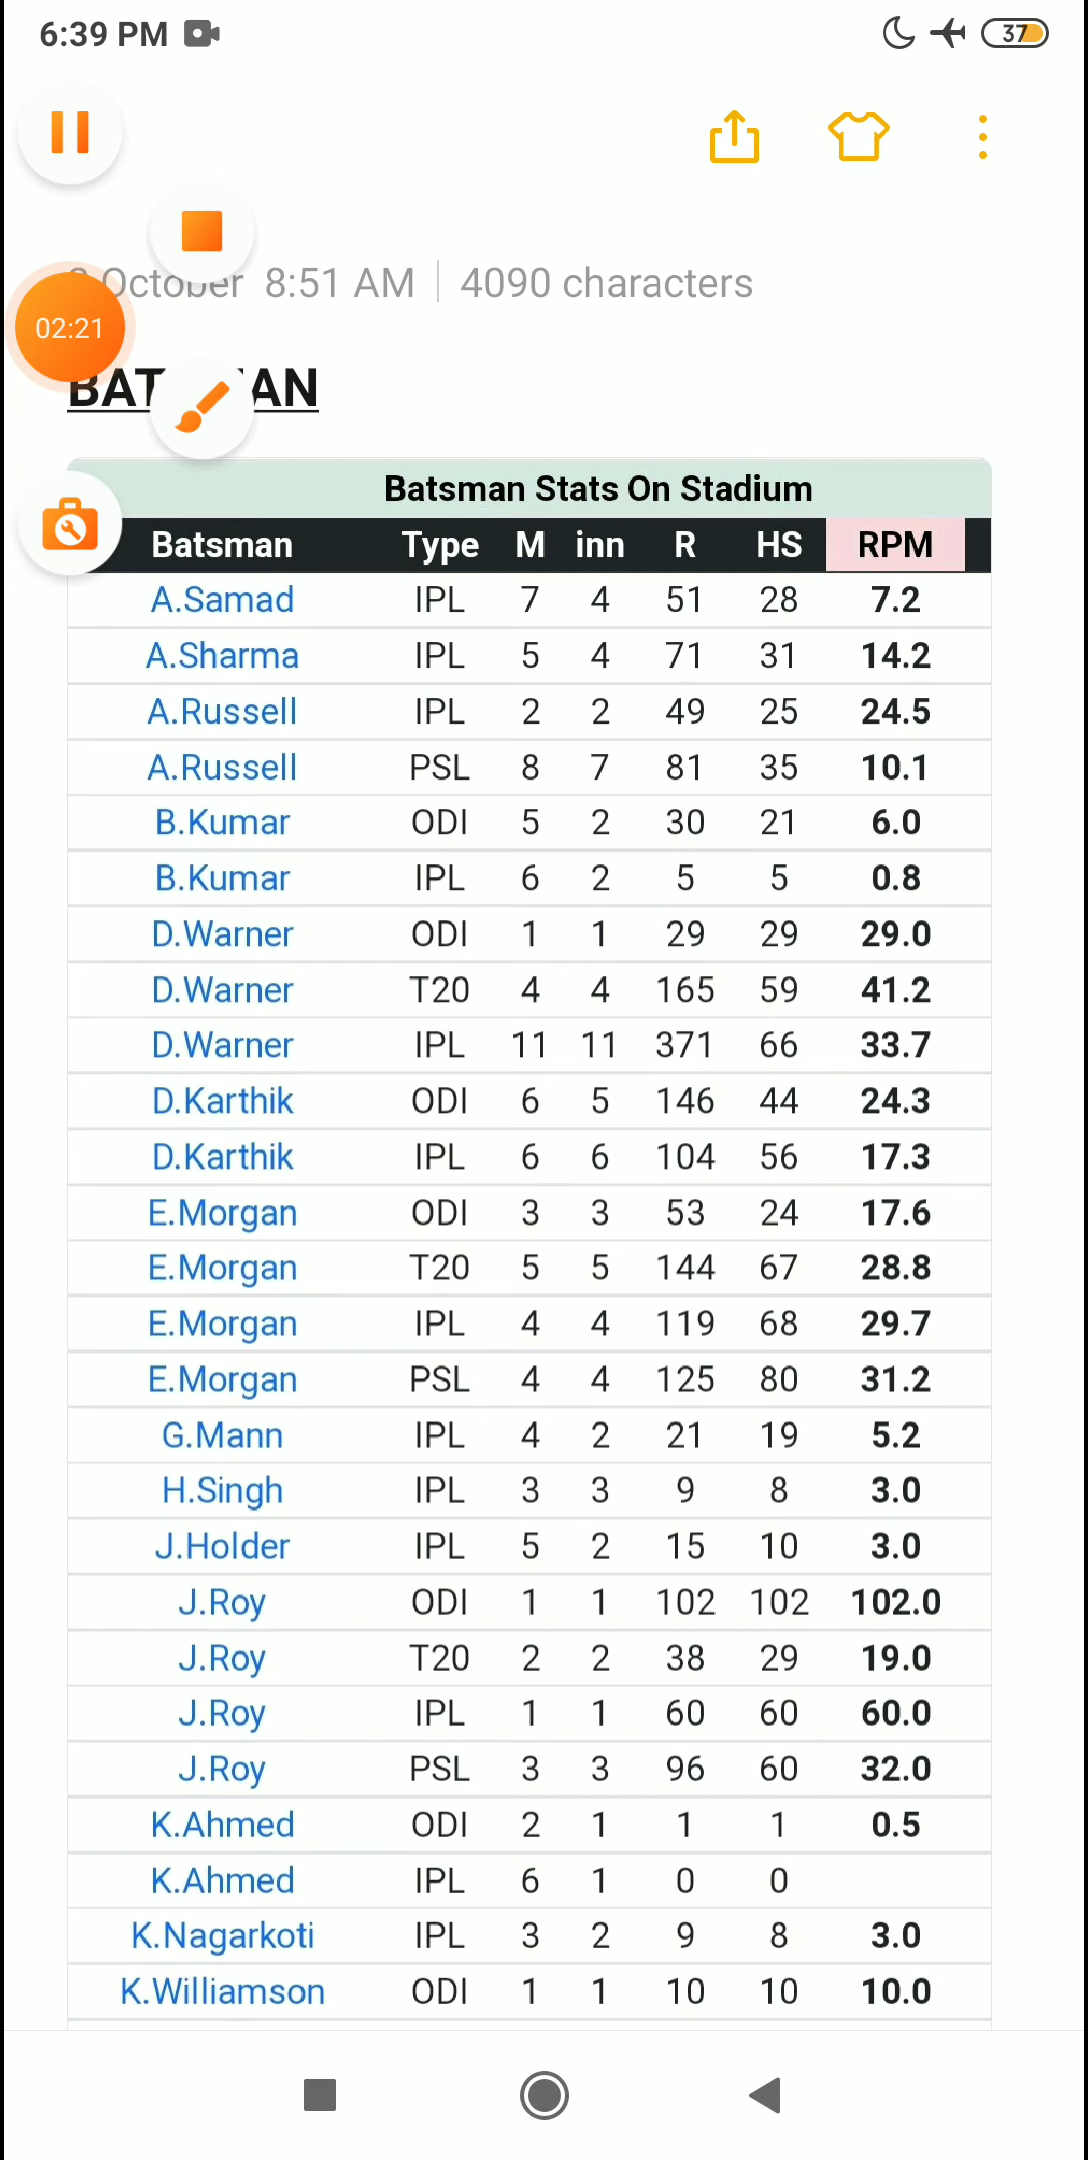 6:39 PM 37
October 8:51 AM 4090 characters
02:21
Batsman Stats On Stadium
Batsman Type M inn R HS RPM
A.Samad IPL 7 4 51 28 7.2
A.Sharma IPL 5 4 71 31 14.2
A.Russell IPL 2 2 49 25 24.5
A.Russell PSL 8 7 81 35 10.1
B.Kumar ODI 5 2 30 21 6.0
B.Kumar IPL 6 2 5 5 0.8
D.Warner ODI 1 1 29 29 29.0
D.Warner T20 4 4 165 59 41.2
D.Warner IPL 11 11 371 66 33.7
D.Karthik ODI 6 5 146 44 24.3
D.Karthik IPL 6 6 104 56 17.3
E.Morgan ODI 3 3 53 24 17.6
E.Morgan T20 5 5 144 67 28.8
E.Morgan IPL 4 4 119 68 29.7
E.Morgan PSL 4 4 125 80 31.2
G.Mann IPL 4 2 21 19 5.2
H.Singh IPL 3 3 9 8 3.0
J.Holder IPL 5 2 15 10 3.0
J.Roy ODI 1 1 102 102 102.0
J.Roy T20 2 2 38 29 19.0
J.Roy IPL 1 1 60 60 60.0
J.Roy PSL 3 3 96 60 32.0
K.Ahmed ODI 2 1 1 1 0.5
K.Ahmed IPL 6 1 0 0
K.Nagarkoti IPL 3 2 9 8 3.0
K.Williamson ODI 1 1 10 10 10.0